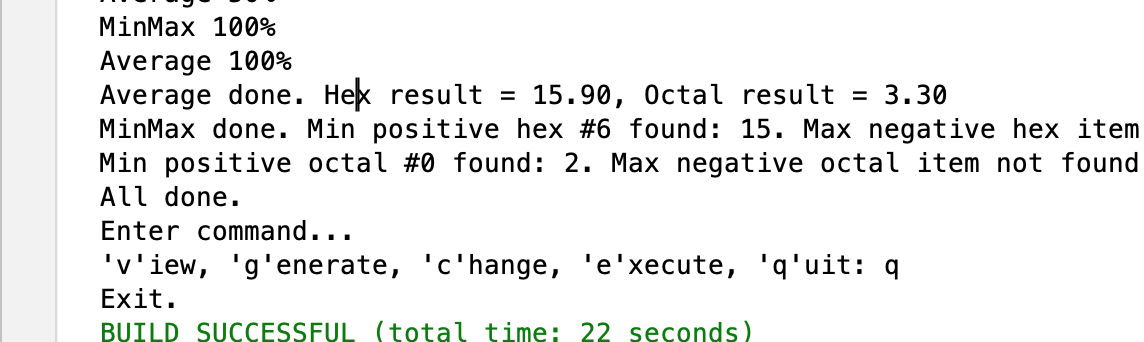 Average 50%
MinMax 100%
Average 100%
Average done. Hex result = 15.90, Octal result = 3.30
MinMax done. Min positive hex #6 found: 15. Max negative hex item
Min positive octal #0 found: 2. Max negative octal item not found
All done.
Enter command...
'v'iew, 'g'enerate, 'c'hange, 'e'xecute, 'q'uit: q
Exit.
BUILD SUCCESSFUL (total time: 22 seconds)